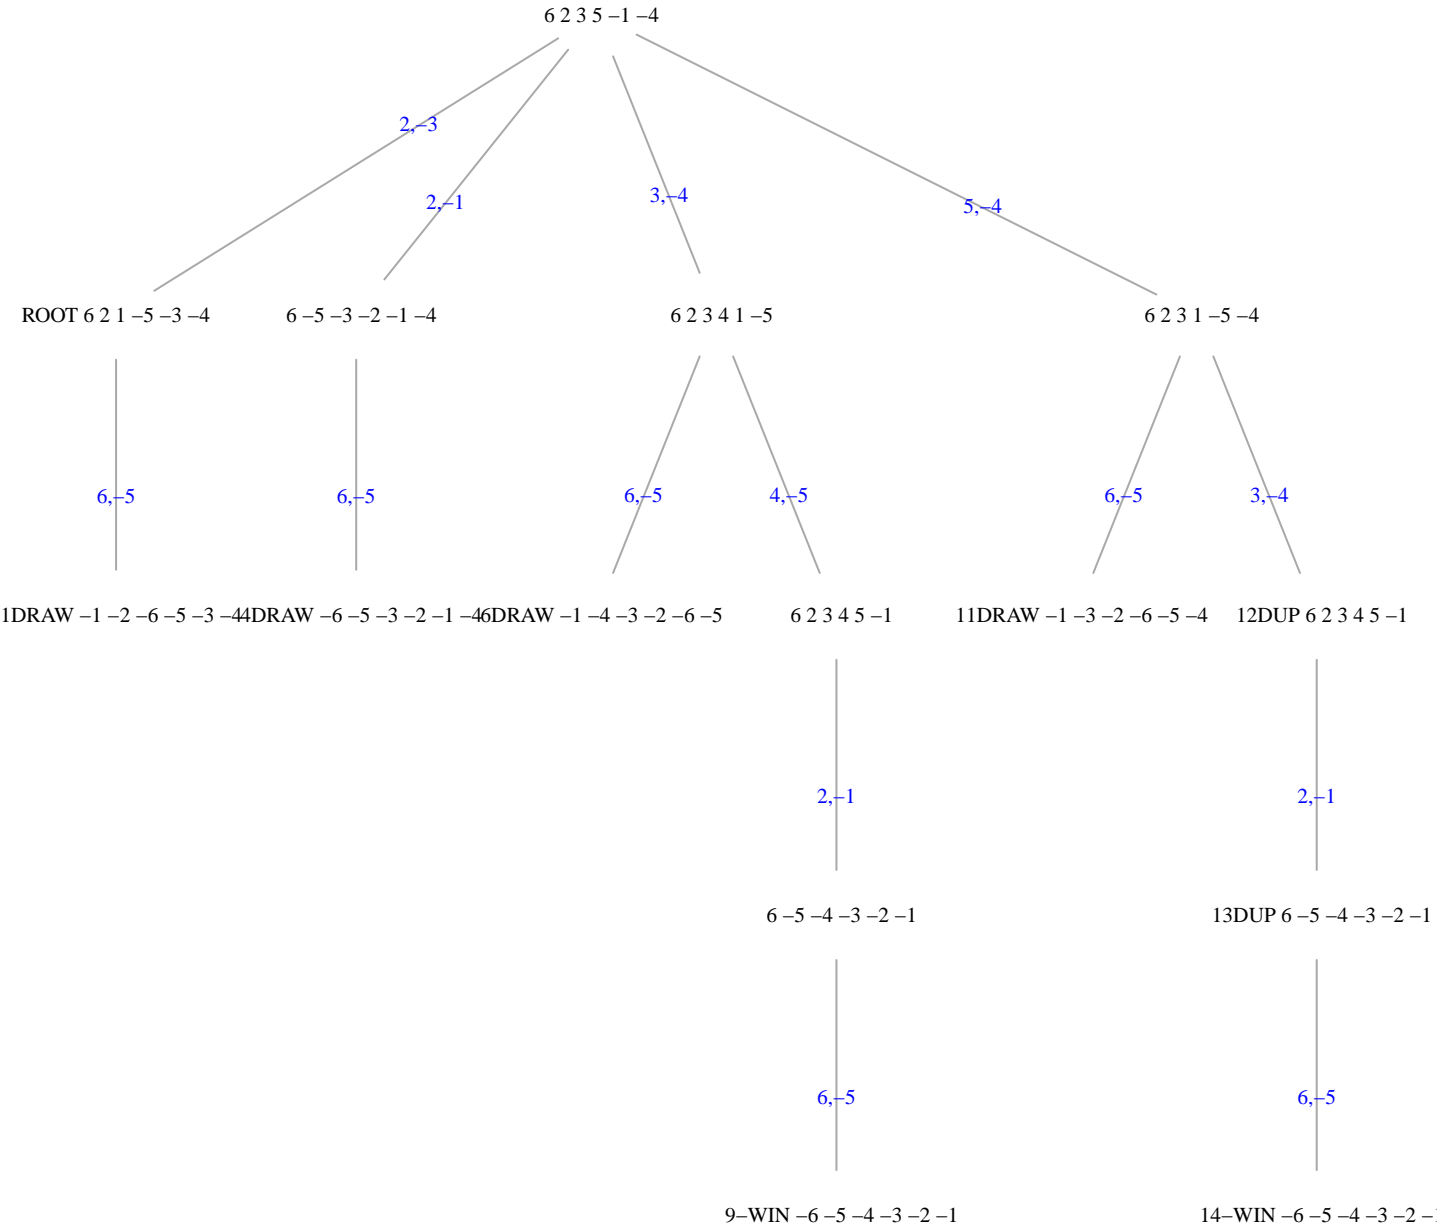 6 2 3 5 –1 –4
2,–3
2,–1
3,–4
5,–4
ROOT 6 2 1 –5 –3 –4
6 –5 –3 –2 –1 –4
6 2 3 4 1 –5
6 2 3 1 –5 –4
6,–5
6,–5
6,–5
4,–5
6,–5
3,–4
1DRAW –1 –2 –6 –5 –3 –4
4DRAW –6 –5 –3 –2 –1 –4
6DRAW –1 –4 –3 –2 –6 –5
6 2 3 4 5 –1
11DRAW –1 –3 –2 –6 –5 –4
12DUP 6 2 3 4 5 –1
2,–1
2,–1
6 –5 –4 –3 –2 –1
13DUP 6 –5 –4 –3 –2 –1
6,–5
6,–5
9–WIN –6 –5 –4 –3 –2 –1
14–WIN –6 –5 –4 –3 –2 –1